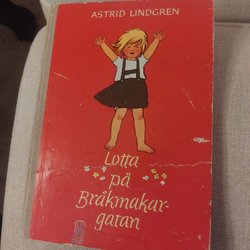 ASTRID LINDGREN
Lotta
på
Bråkmakar-
gatan